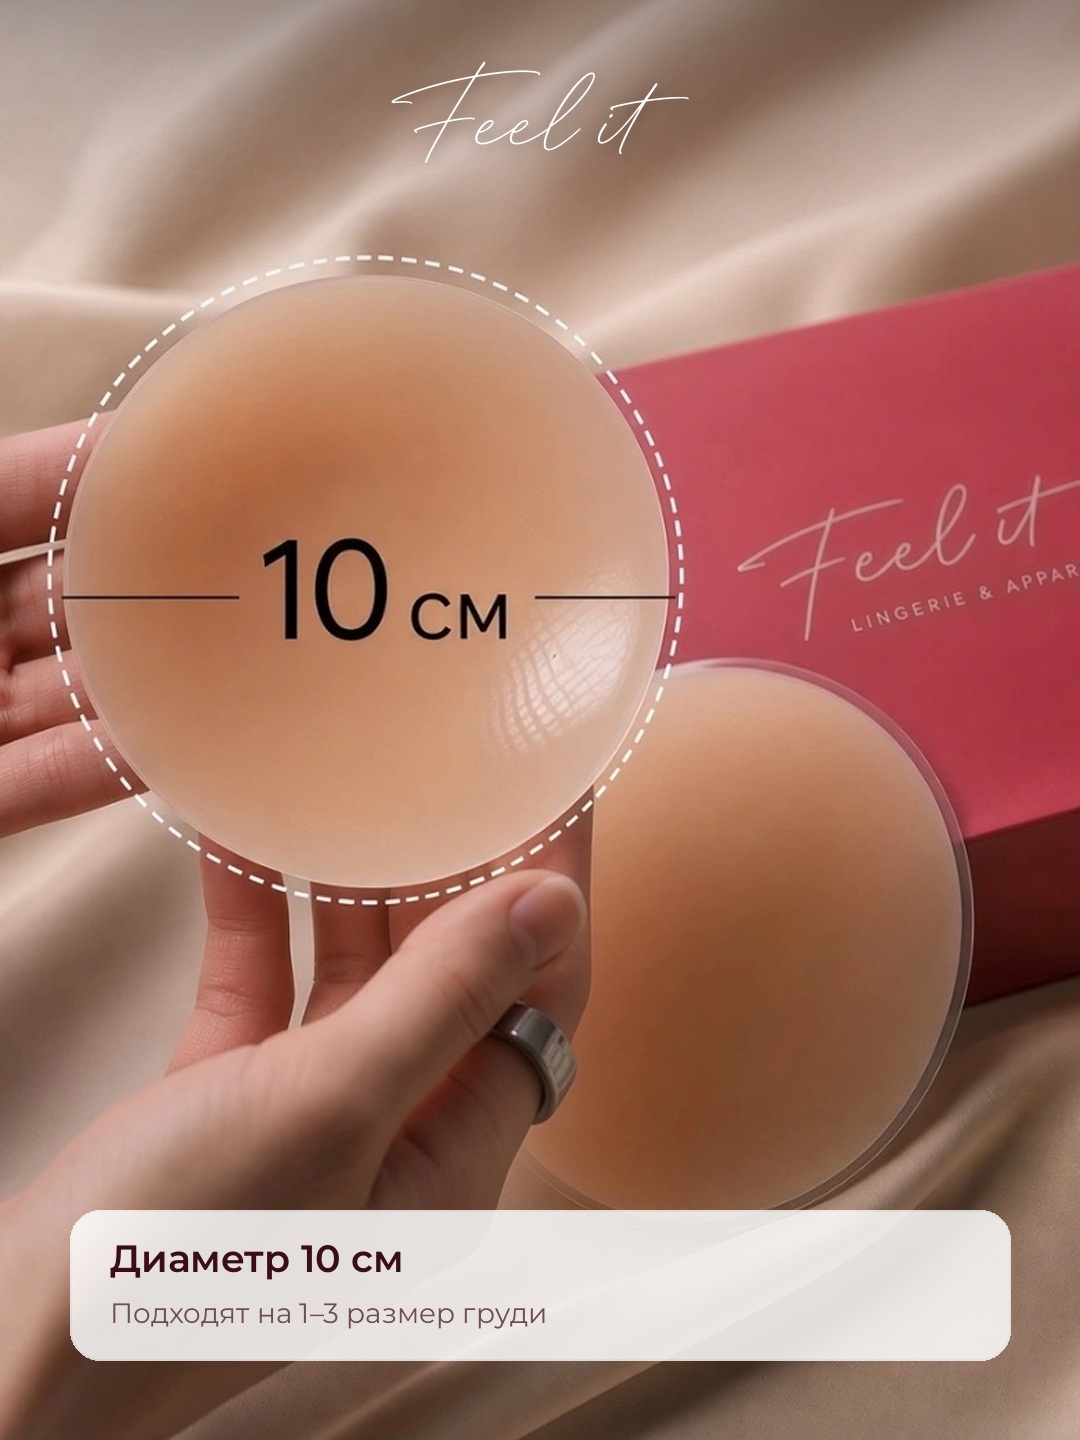 Feel it
10 см
Feel it
LINGERIE & APPAR
Диаметр 10 см
Подходят на 1–3 размер груди